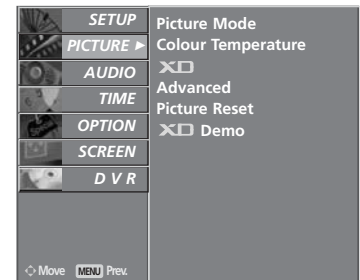 SETUP
PICTURE ►
AUDIO
TIME
OPTION
SCREEN
D V R
Move MENU Prev.
Picture Mode
Colour Temperature
XD
Advanced
Picture Reset
XD Demo